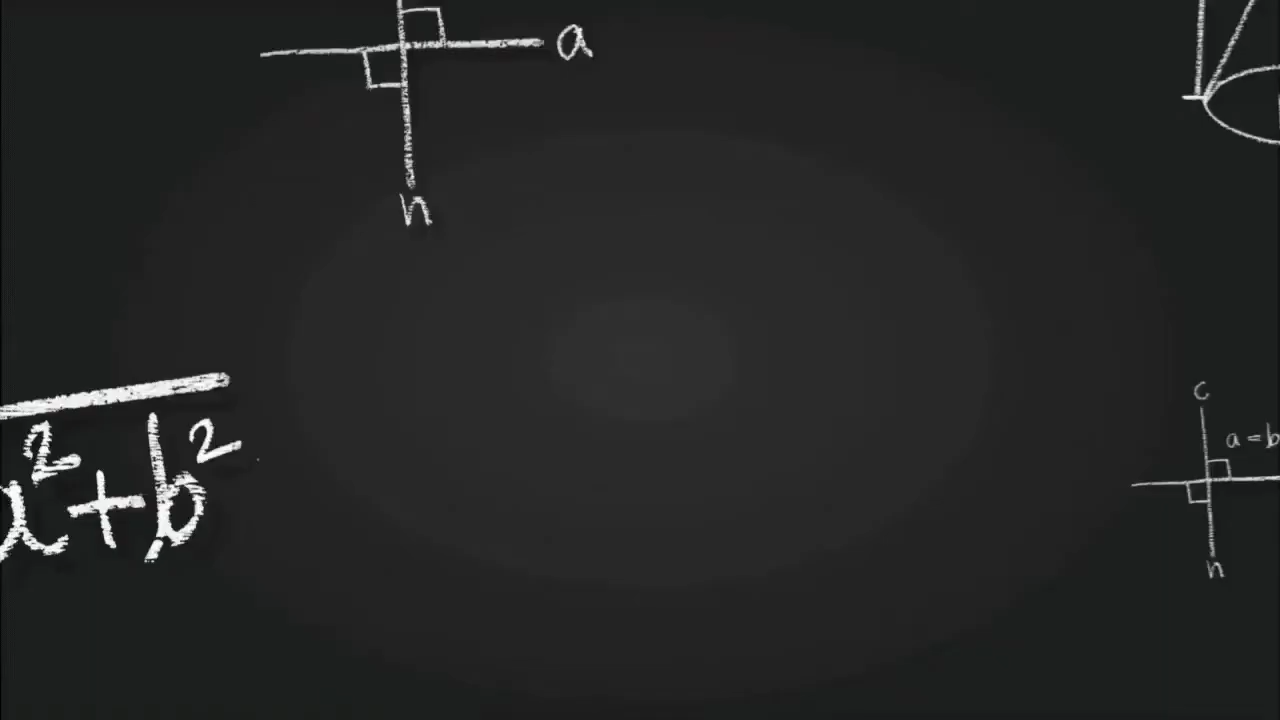 a
n
c
a = b
a² + b²
n